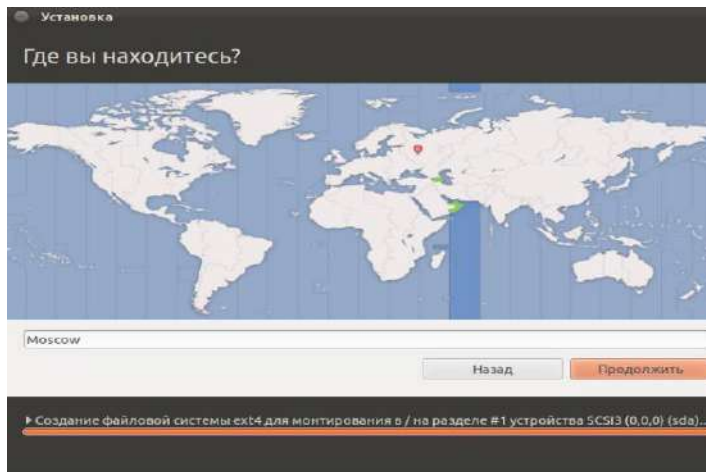 Установка
Где вы находитесь?
Moscow
Назад
Продолжить
Создание файловой системы ext4 для монтирования в / на разделе #1 устройства SCSI3 (0,0,0) (sda)...